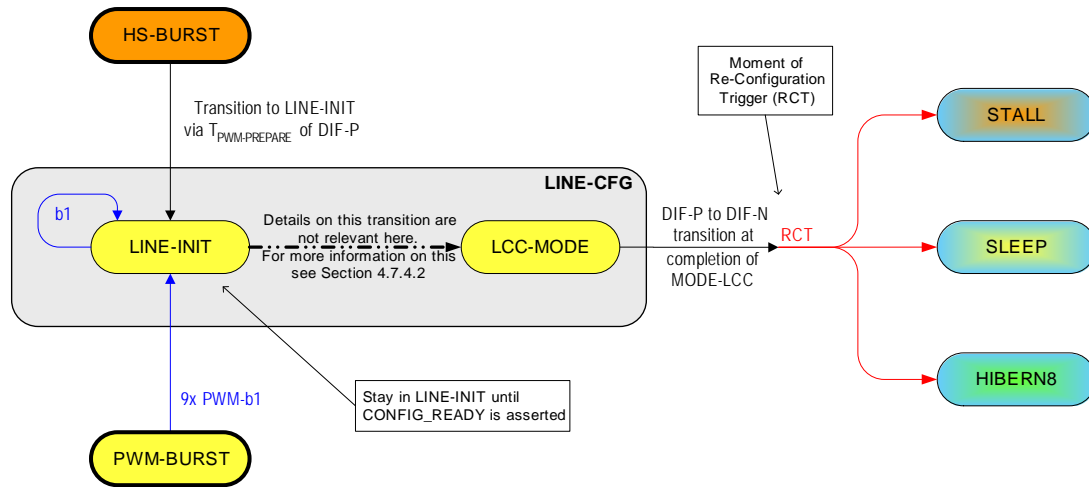 HS-BURST
Transition to LINE-INIT
via TPWM-PREPARE of DIF-P
Moment of
Re-Configuration
Trigger (RCT)
STALL
LINE-CFG
b1
LINE-INIT
Details on this transition are
not relevant here.
For more information on this
see Section 4.7.4.2
LCC-MODE
DIF-P to DIF-N
transition at
completion of
MODE-LCC
RCT
SLEEP
9x PWM-b1
Stay in LINE-INIT until
CONFIG_READY is asserted
HIBERN8
PWM-BURST